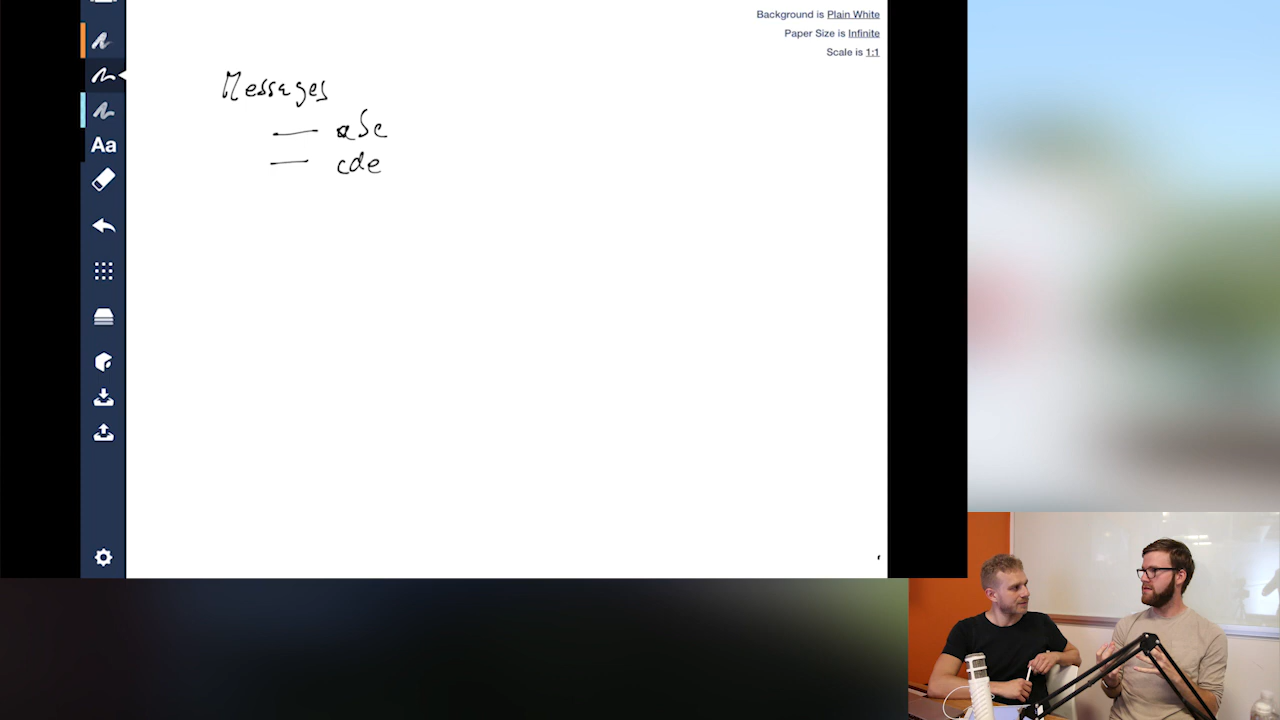 Background is Plain White
Paper Size is Infinite
Scale is 1:1
Aa
Messages
— abc
— cde